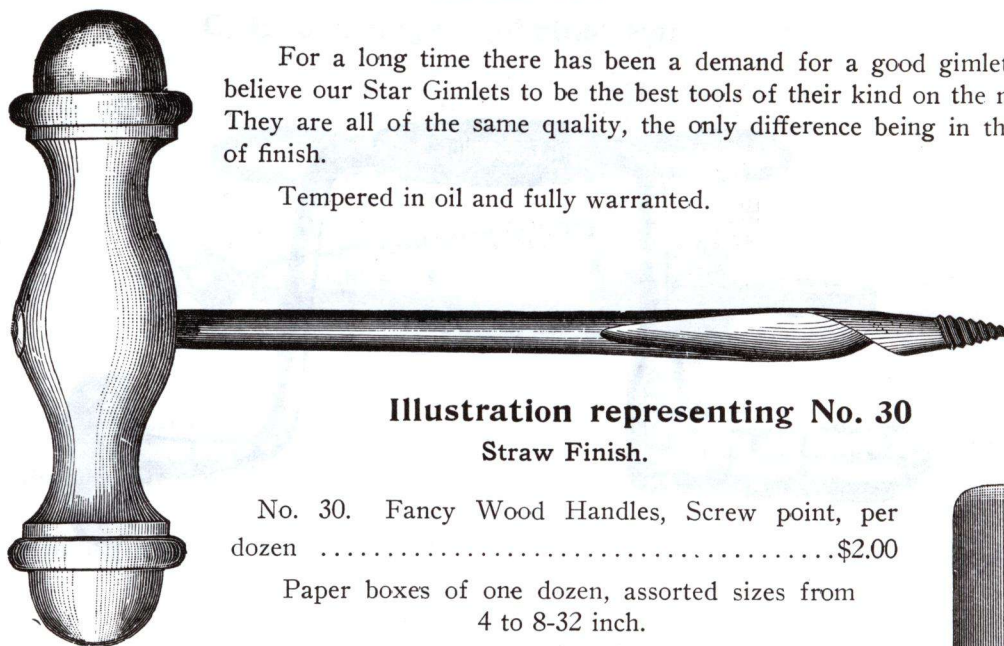 For a long time there has been a demand for a good gimlet
believe our Star Gimlets to be the best tools of their kind on the
They are all of the same quality, the only difference being in
of finish.
Tempered in oil and fully warranted.
Illustration representing No. 30
Straw Finish.
No. 30. Fancy Wood Handles, Screw point, per
dozen .......................................$2.00
Paper boxes of one dozen, assorted sizes from
4 to 8-32 inch.